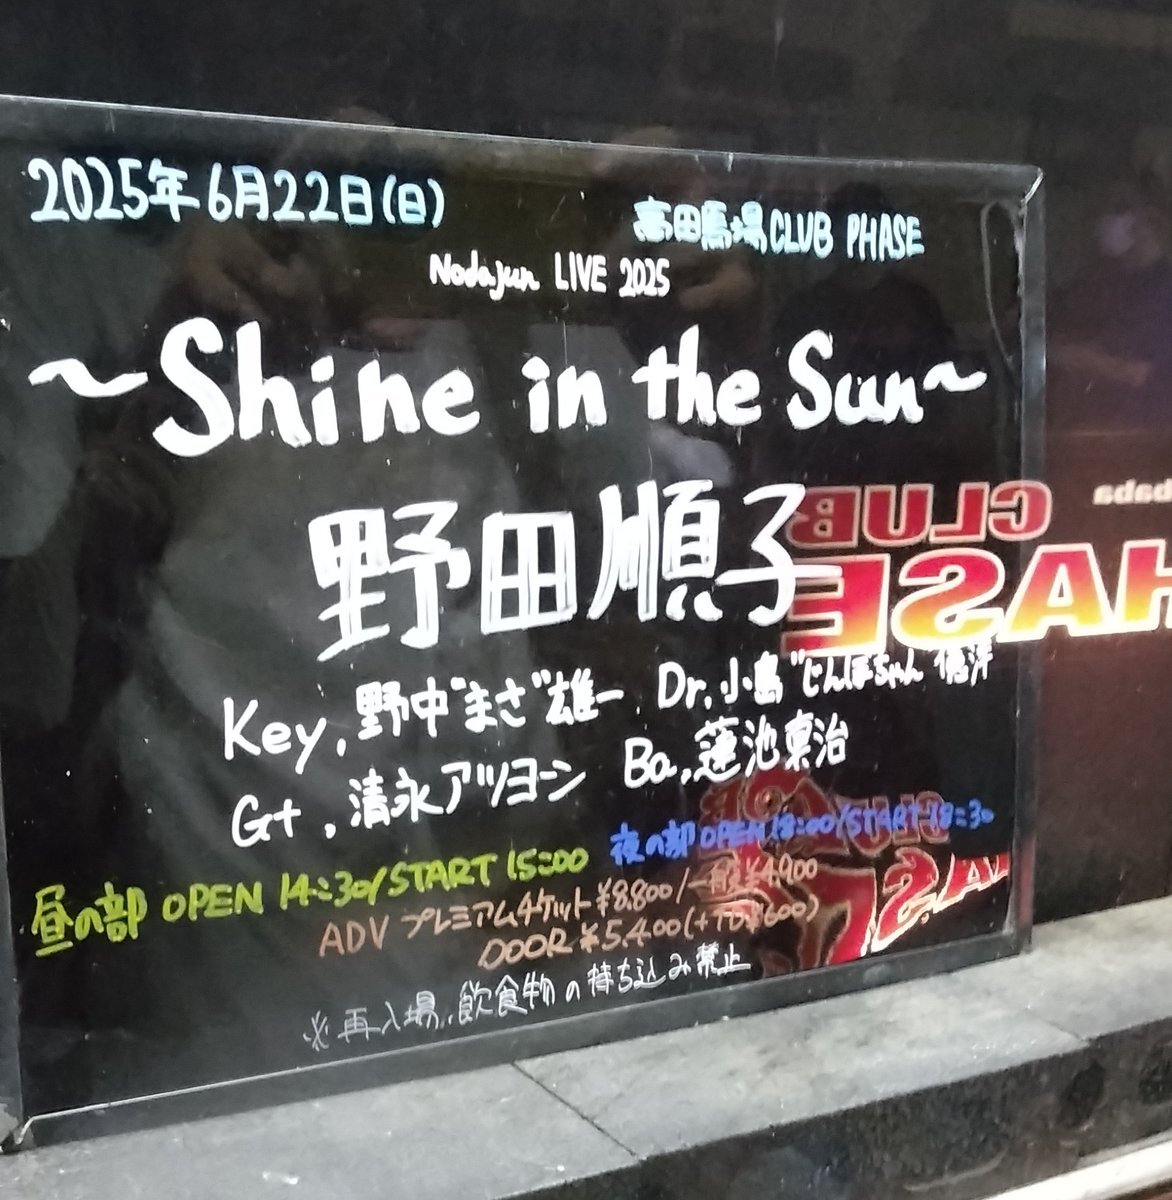 2025年6月22日(日)
高田馬場CLUB PHASE
Nodajun LIVE 2025
~Shine in the Sun~
野田順子
Key, 野中"まさ"雄一, Dr, 小島"じんぼちゃん
Gt, 清永アツヨーシ Ba, 蓮池真治
昼の部 OPEN 14:30/START 15:00
夜の部 OPEN 18:00/START 18:30
ADV プレミアムチケット ¥8.800/一般 ¥4.900
DOOR ¥5.400(+1D¥600)
※再入場、飲食物の持ち込み禁止
CLUB
HASE